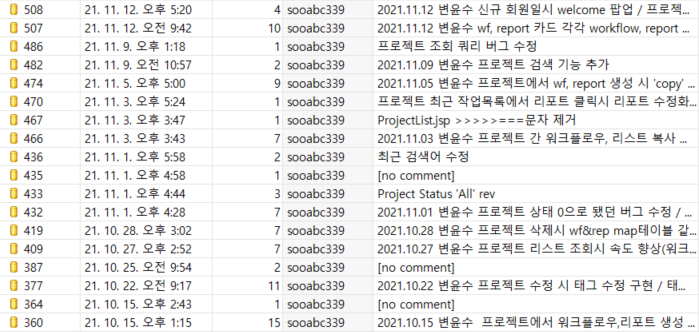 508 21. 11. 12. 오후 5:20 4 sooabc339 2021.11.12 변윤수 신규 회원일시 welcome 팝업 / 프로젝...
507 21. 11. 12. 오전 9:42 10 sooabc339 2021.11.12 변윤수 wf, report 카드 각각 workflow, report ...
486 21. 11. 9. 오후 1:18 1 sooabc339 프로젝트 조회 쿼리 버그 수정
482 21. 11. 9. 오전 10:57 2 sooabc339 2021.11.09 변윤수 프로젝트 검색 기능 추가
474 21. 11. 5. 오후 5:00 9 sooabc339 2021.11.05 변윤수 프로젝트에서 wf, report 생성 시 'copy' ...
470 21. 11. 3. 오후 5:24 1 sooabc339 프로젝트 최근 작업목록에서 리포트 클릭시 리포트 수정화...
467 21. 11. 3. 오후 3:47 1 sooabc339 ProjectList.jsp >>>>>===문자 제거
466 21. 11. 3. 오후 3:43 7 sooabc339 2021.11.03 변윤수 프로젝트 간 워크플로우, 리스트 복사 ...
436 21. 11. 1. 오후 5:58 2 sooabc339 최근 검색어 수정
435 21. 11. 1. 오후 4:58 1 sooabc339 [no comment]
433 21. 11. 1. 오후 4:44 3 sooabc339 Project Status 'All' rev
432 21. 11. 1. 오후 4:28 7 sooabc339 2021.11.01 변윤수 프로젝트 상태 0으로 됐던 버그 수정 / ...
419 21. 10. 28. 오후 3:02 7 sooabc339 2021.10.28 변윤수 프로젝트 삭제시 wf&rep map테이블 같...
409 21. 10. 27. 오후 2:52 7 sooabc339 2021.10.27 변윤수 프로젝트 리스트 조회시 속도 향상(워크...
387 21. 10. 25. 오전 9:54 2 sooabc339 [no comment]
377 21. 10. 22. 오전 9:17 11 sooabc339 2021.10.22 변윤수 프로젝트 수정 시 태그 수정 구현 / 태...
364 21. 10. 15. 오후 2:43 1 sooabc339 [no comment]
360 21. 10. 15. 오후 1:15 15 sooabc339 2021.10.15 변윤수 프로젝트에서 워크플로우,리포트 생성 ...